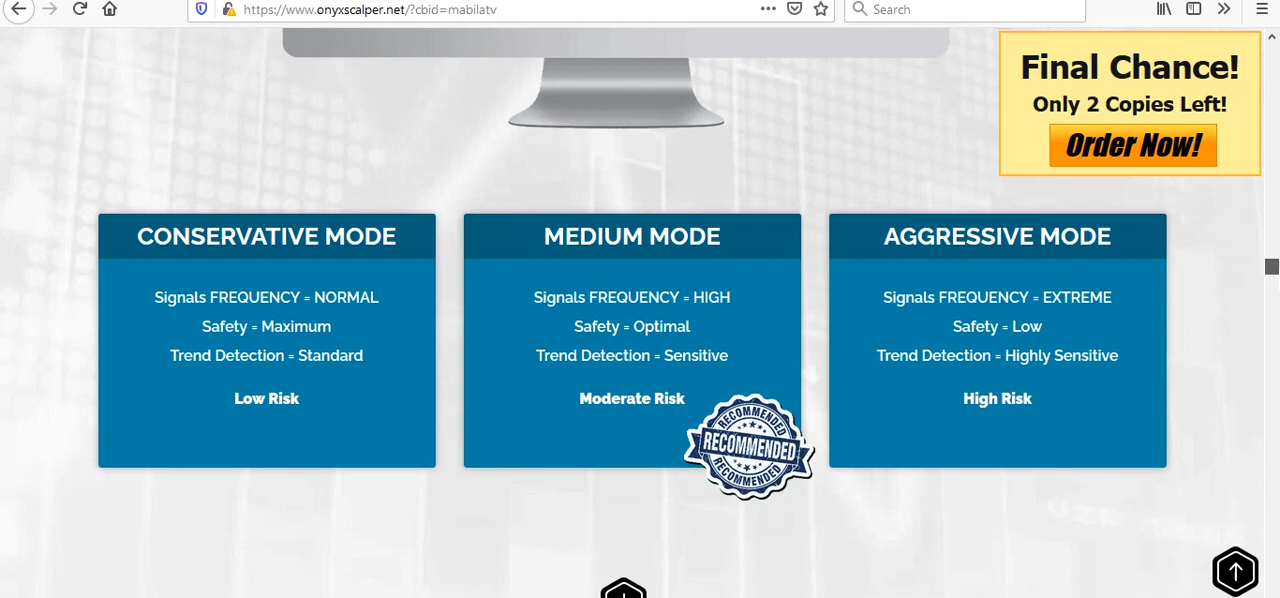 https://www.onyxscalper.net/?cbid=mabilatv
Search
Final Chance!
Only 2 Copies Left!
Order Now!
CONSERVATIVE MODE
Signals FREQUENCY = NORMAL
Safety = Maximum
Trend Detection = Standard
Low Risk
MEDIUM MODE
Signals FREQUENCY = HIGH
Safety = Optimal
Trend Detection = Sensitive
Moderate Risk
RECOMMENDED
RECOMMENDED
RECOMMENDED
AGGRESSIVE MODE
Signals FREQUENCY = EXTREME
Safety = Low
Trend Detection = Highly Sensitive
High Risk